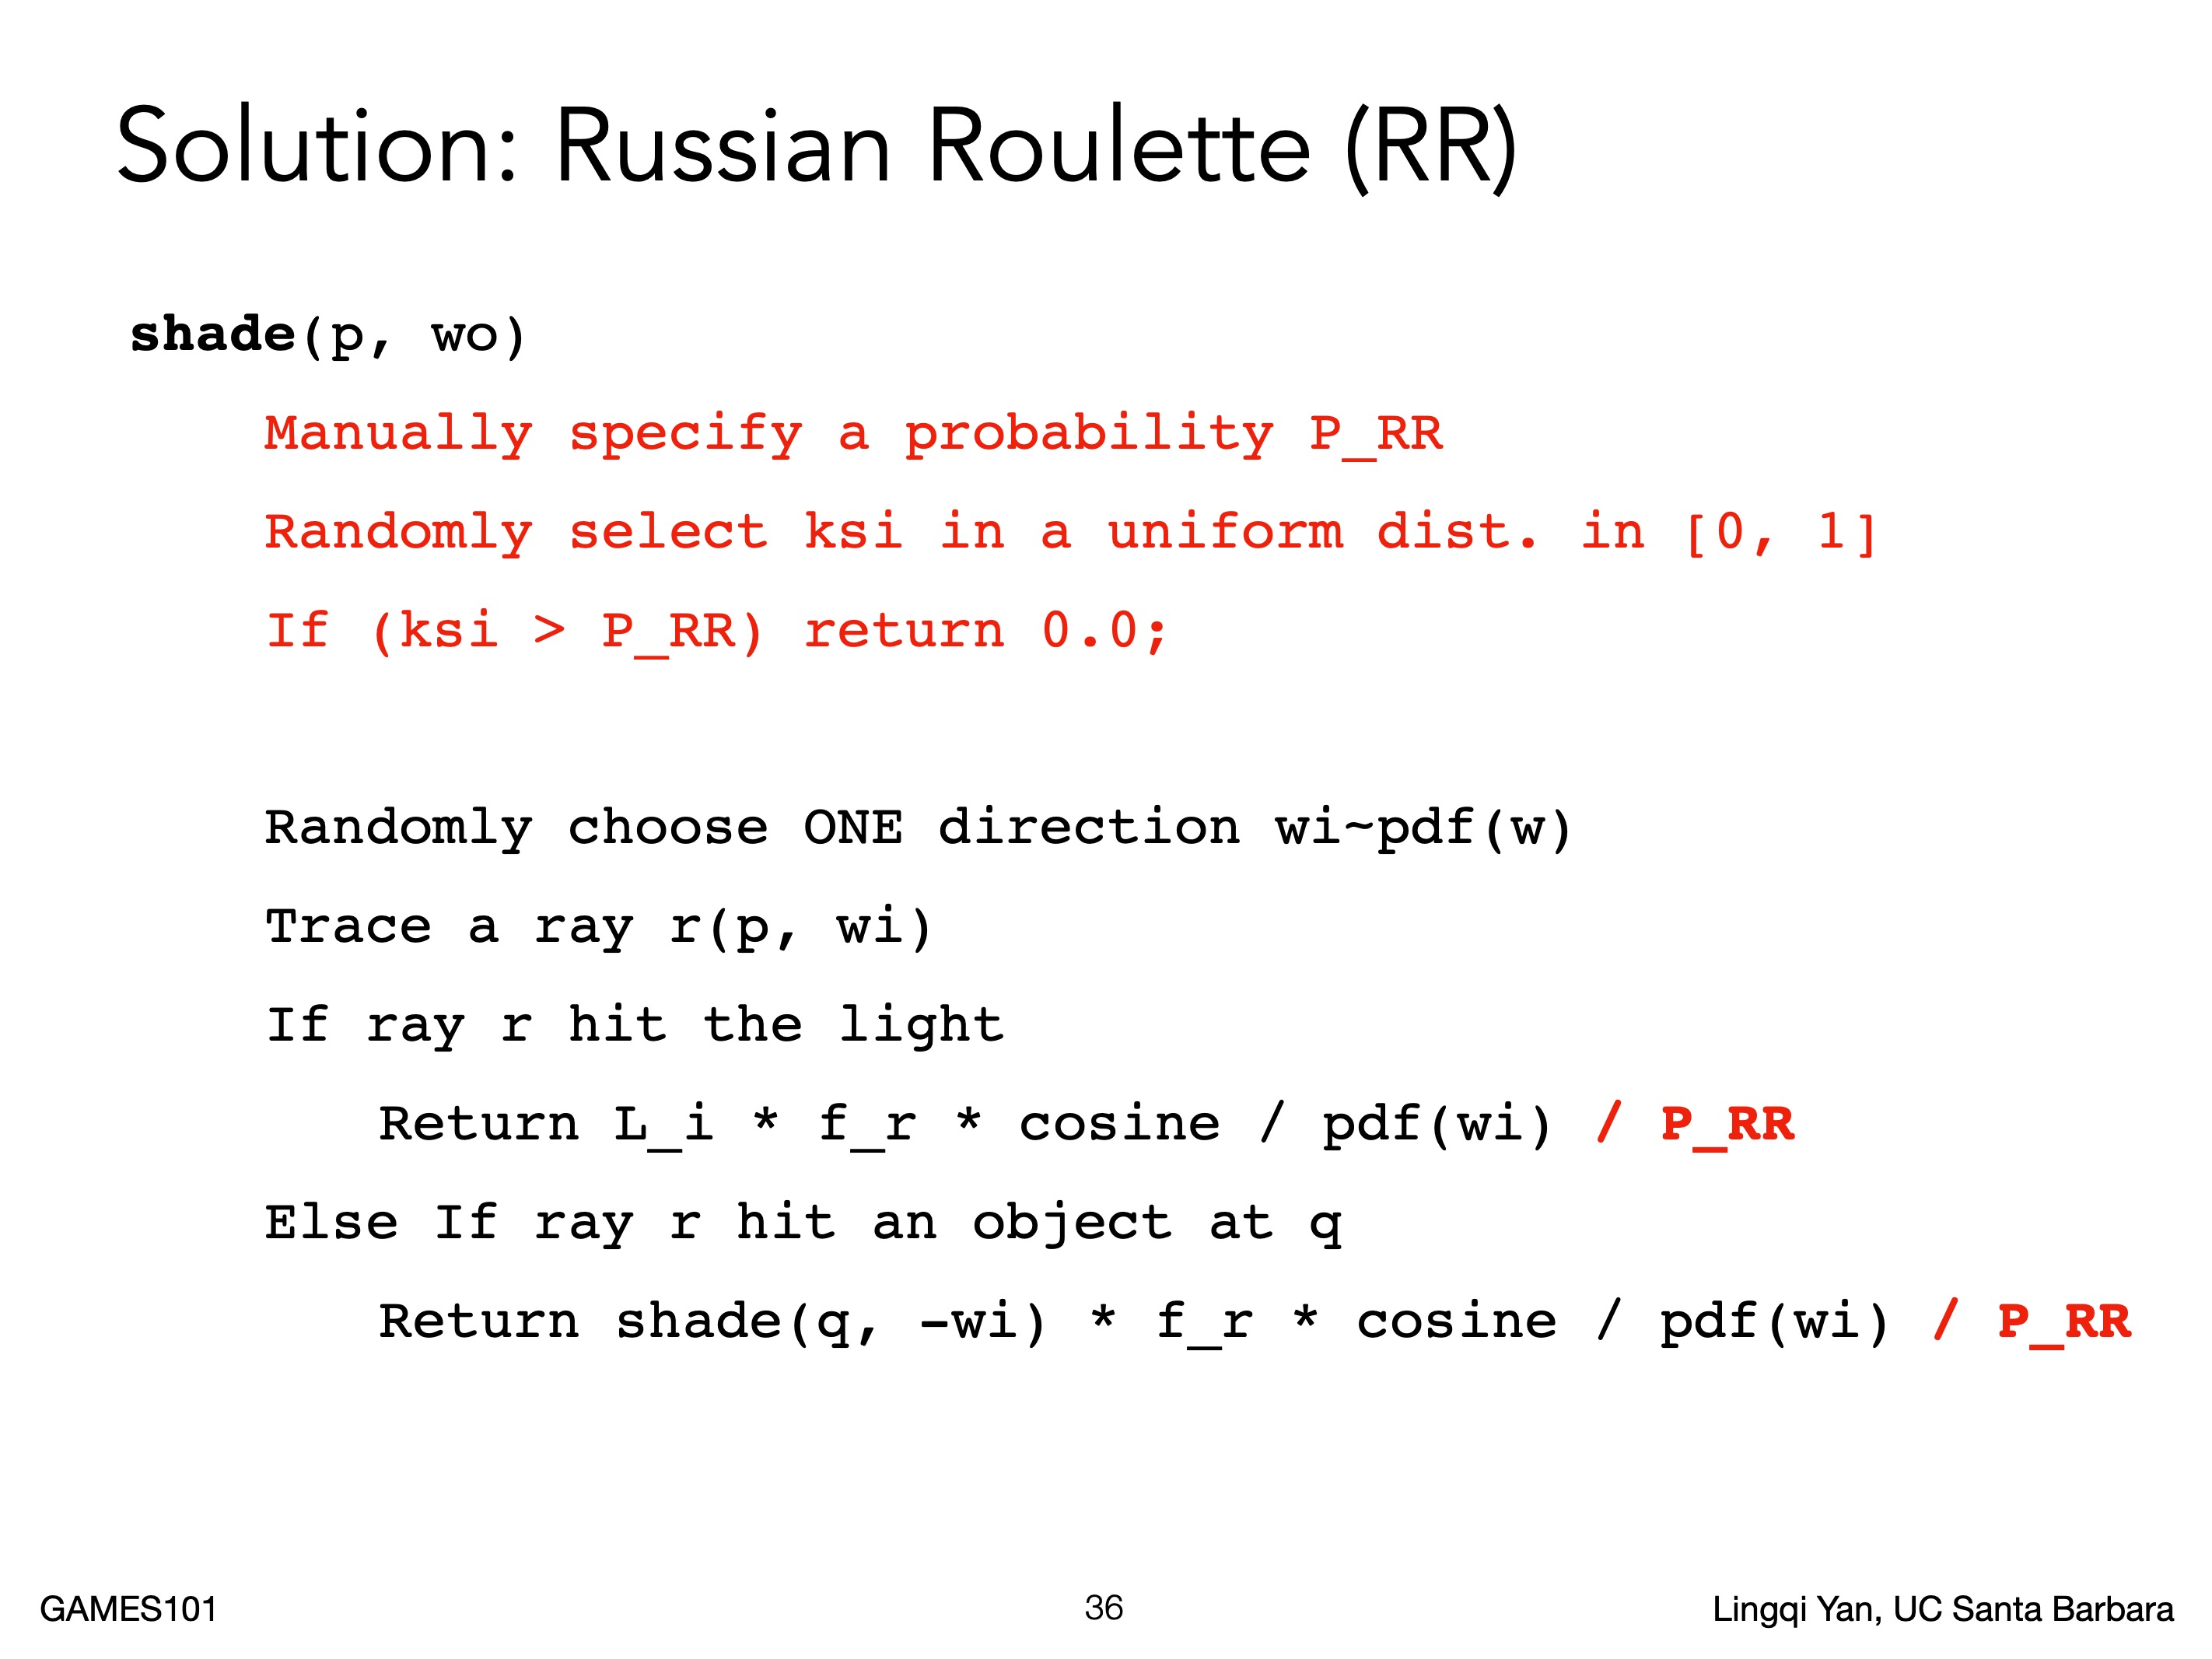 Solution: Russian Roulette (RR)
shade(p, wo)
Manually specify a probability P_RR
Randomly select ksi in a uniform dist. in [0, 1]
If (ksi > P_RR) return 0.0;
Randomly choose ONE direction wi~pdf(w)
Trace a ray r(p, wi)
If ray r hit the light
Return L_i * f_r * cosine / pdf(wi) / P_RR
Else If ray r hit an object at q
Return shade(q, -wi) * f_r * cosine / pdf(wi) / P_RR
GAMES101
36
Lingqi Yan, UC Santa Barbara